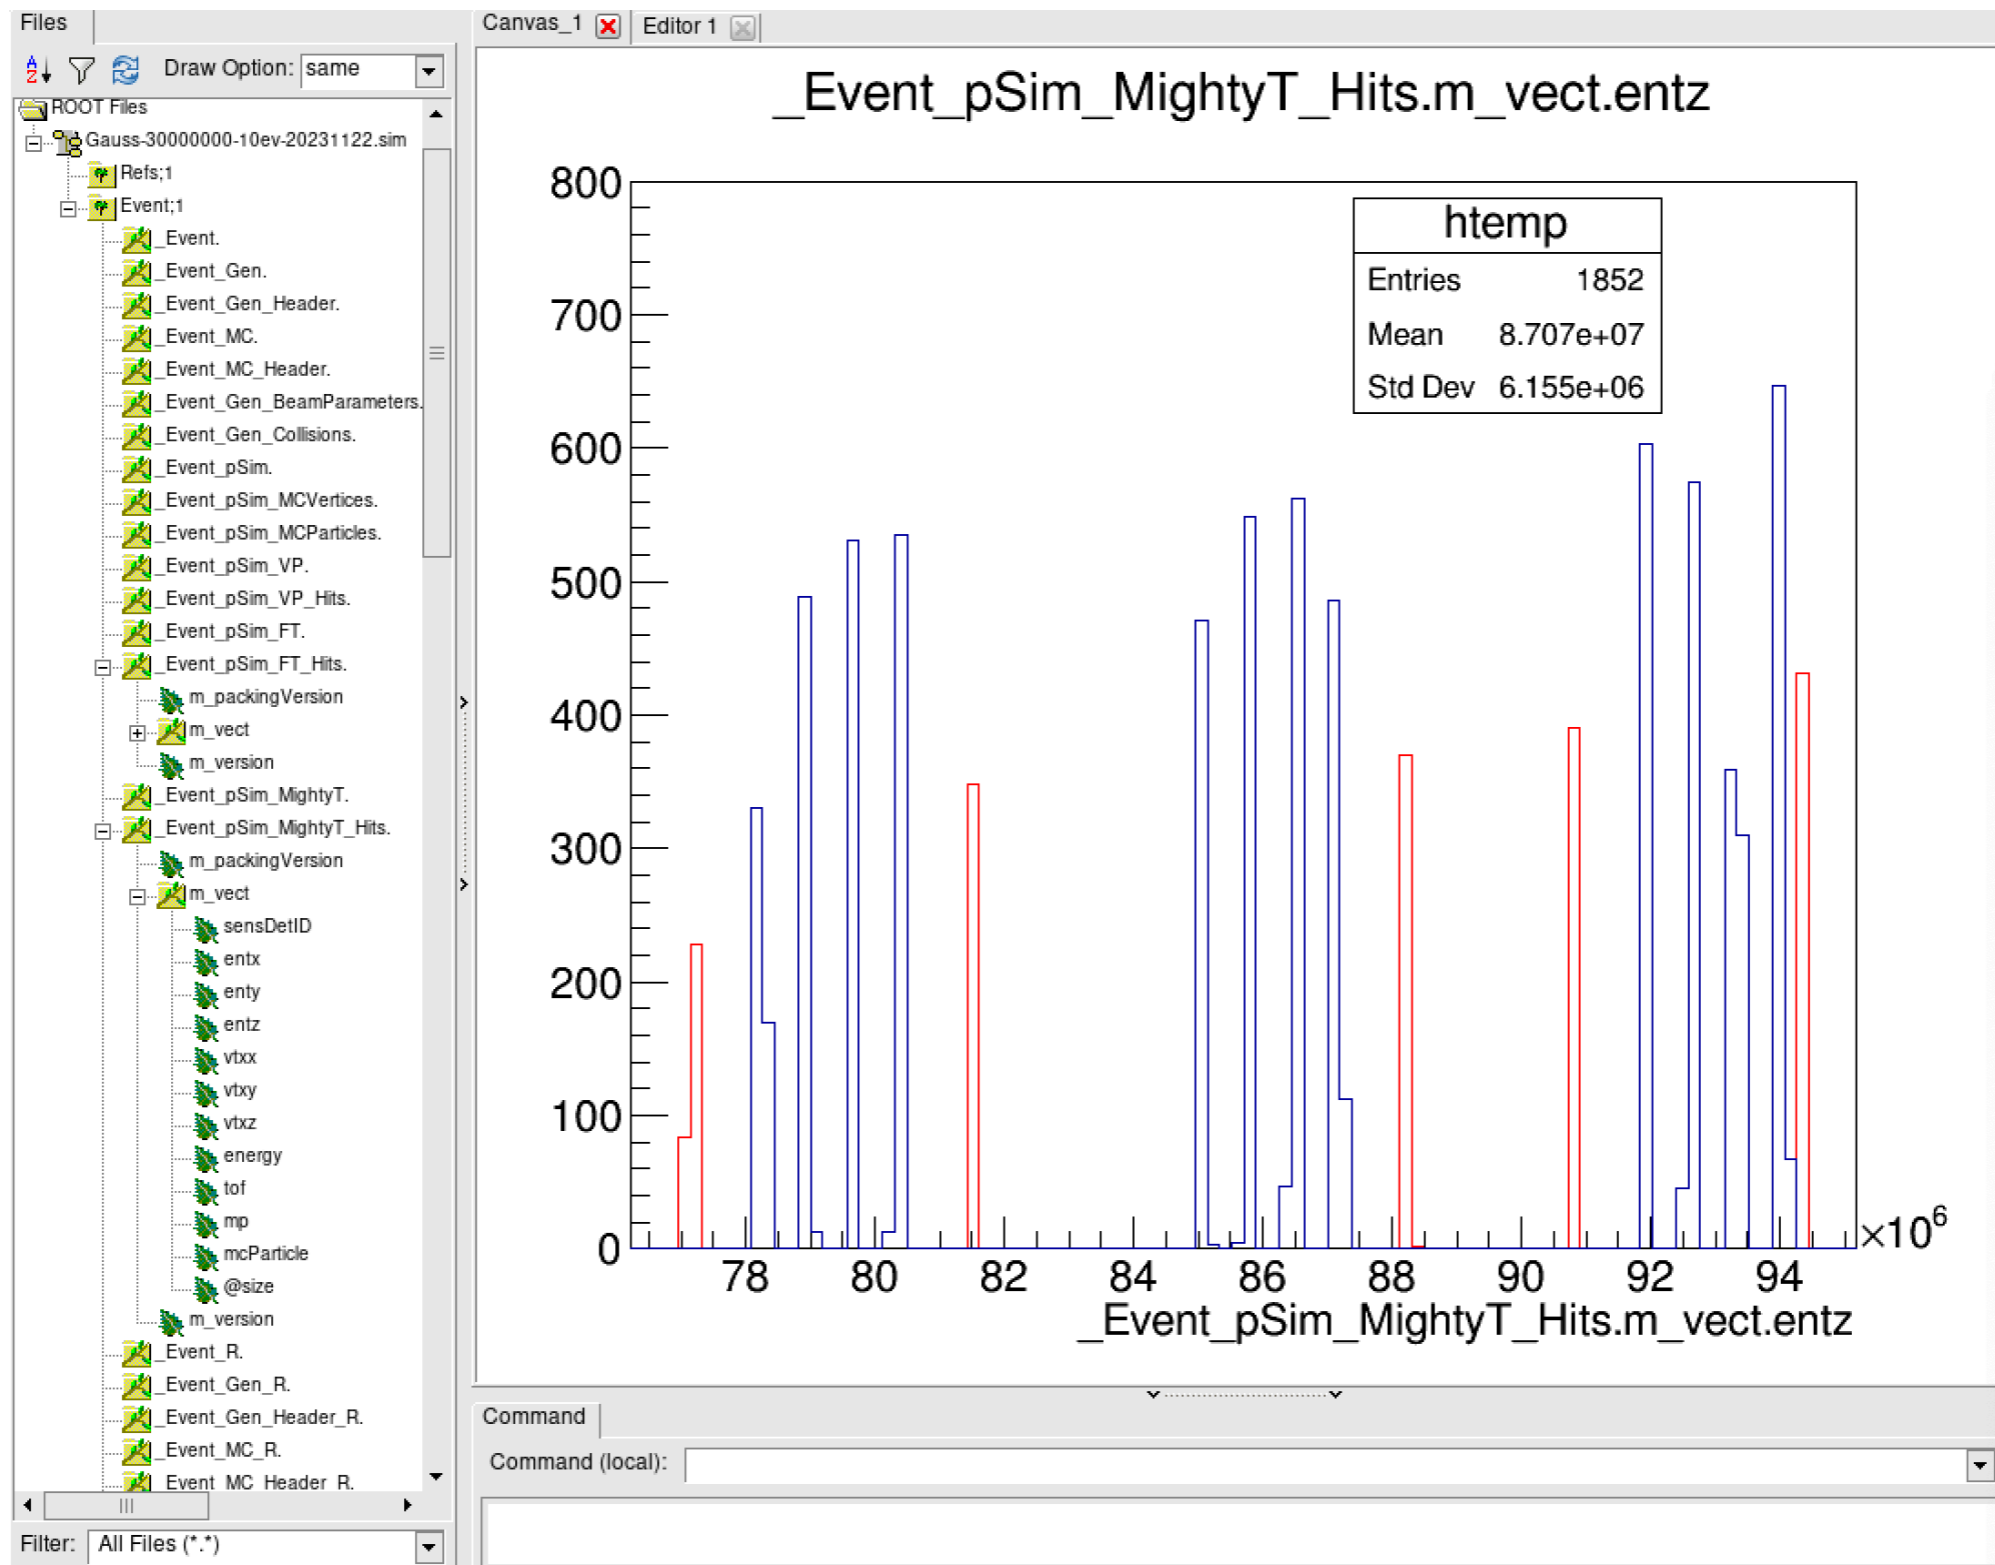 Files
Draw Option: same
ROOT Files
Gauss-30000000-10ev-20231122.sim
Refs;1
Event;1
_Event.
_Event_Gen.
_Event_Gen_Header.
_Event_MC.
_Event_MC_Header.
_Event_Gen_BeamParameters.
_Event_Gen_Collisions.
_Event_pSim.
_Event_pSim_MCVertices.
_Event_pSim_MCParticles.
_Event_pSim_VP.
_Event_pSim_VP_Hits.
_Event_pSim_FT.
_Event_pSim_FT_Hits.
m_packingVersion
m_vect
m_version
_Event_pSim_MightyT.
_Event_pSim_MightyT_Hits.
m_packingVersion
m_vect
sensDetID
entx
enty
entz
vtxx
vtxy
vtxz
energy
tof
mp
mcParticle
@size
m_version
_Event_R.
_Event_Gen_R.
_Event_Gen_Header_R.
_Event_MC_R.
_Event_MC_Header_R.
Filter: All Files (*.*)
Canvas_1 Editor 1
_Event_pSim_MightyT_Hits.m_vect.entz
800
700
600
500
400
300
200
100
0
htemp
Entries 1852
Mean 8.707e+07
Std Dev 6.155e+06
78 80 82 84 86 88 90 92 94
×10⁶
_Event_pSim_MightyT_Hits.m_vect.entz
Command
Command (local):